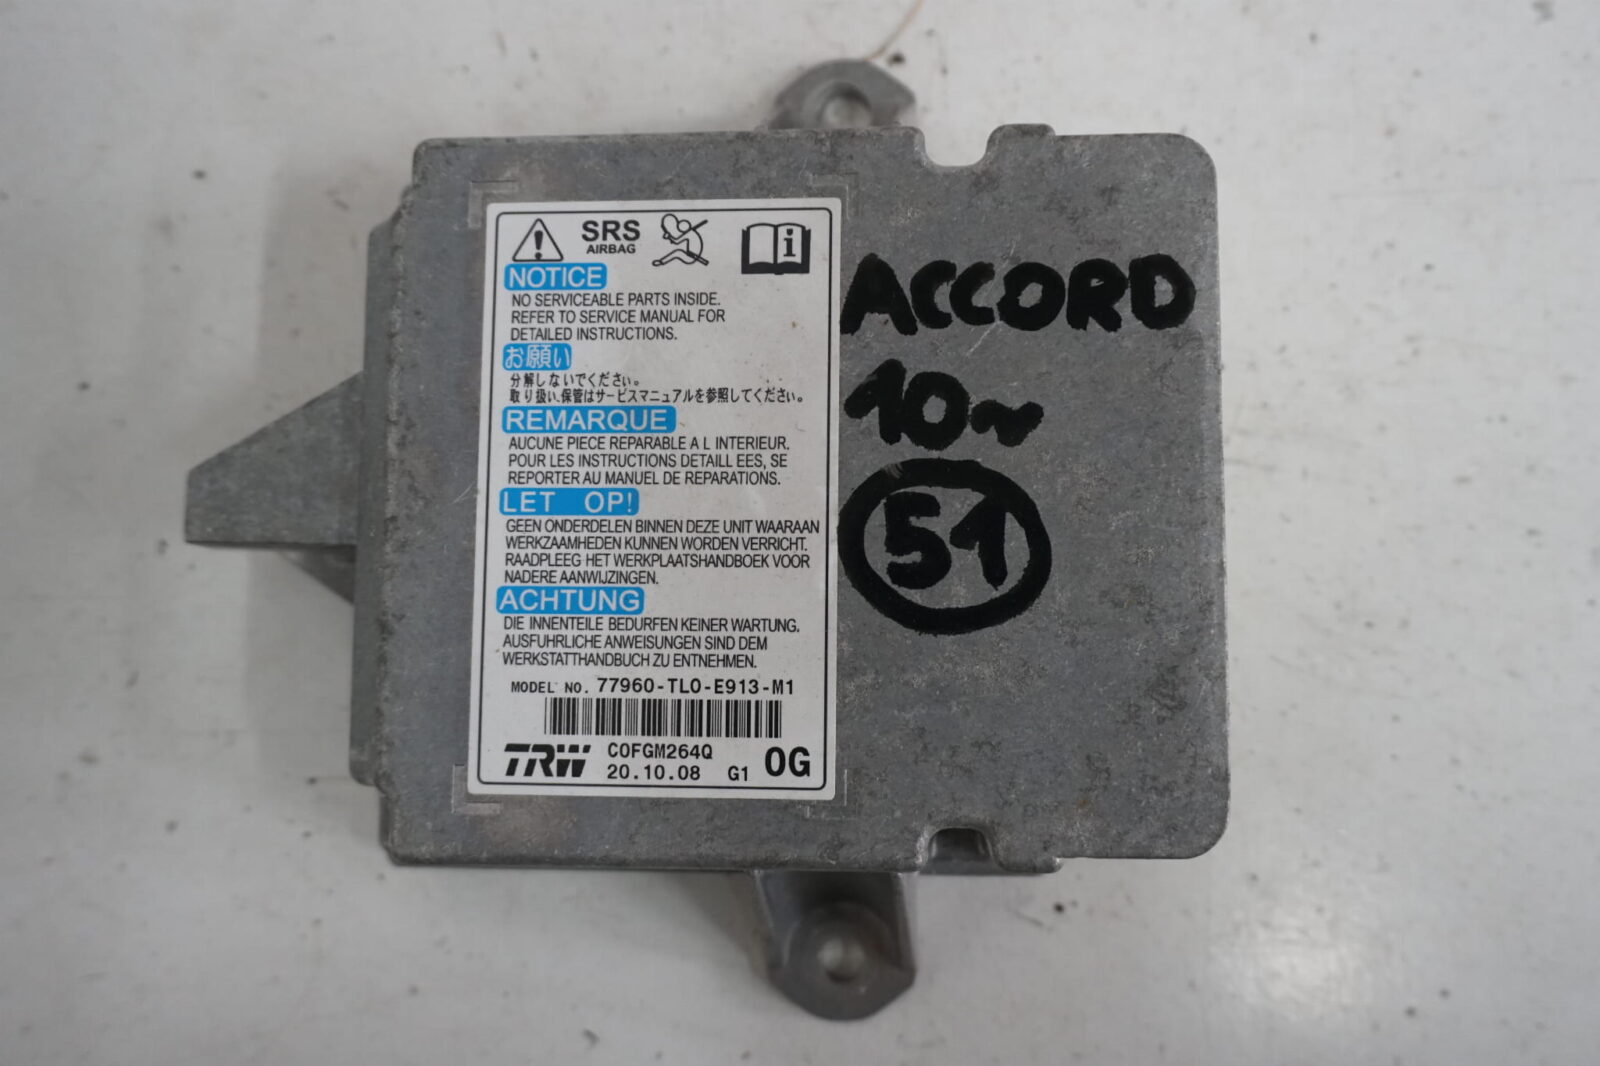 SRS
AIRBAG
NOTICE
NO SERVICEABLE PARTS INSIDE.
REFER TO SERVICE MANUAL FOR
DETAILED INSTRUCTIONS.
お願い
分解しないでください。
取り扱い、保管はサービスマニュアルを参照してください。
REMARQUE
AUCUNE PIECE REPARABLE A L INTERIEUR.
POUR LES INSTRUCTIONS DETAILL EES, SE
REPORTER AU MANUEL DE REPARATIONS.
LET OP!
GEEN ONDERDELEN BINNEN DEZE UNIT WAARAAN
WERKZAAMHEDEN KUNNEN WORDEN VERRICHT.
RAADPLEEG HET WERKPLAATSHANDBOEK VOOR
NADERE AANWIJZINGEN.
ACHTUNG
DIE INNENTEILE BEDURFEN KEINER WARTUNG.
AUSFUHRLICHE ANWEISUNGEN SIND DEM
WERKSTATTHANDBUCH ZU ENTNEHMEN.
MODEL NO. 77960-TL0-E913-M1
TRW C0FGM264Q
20.10.08 G1 0G
ACCORD
10~
51